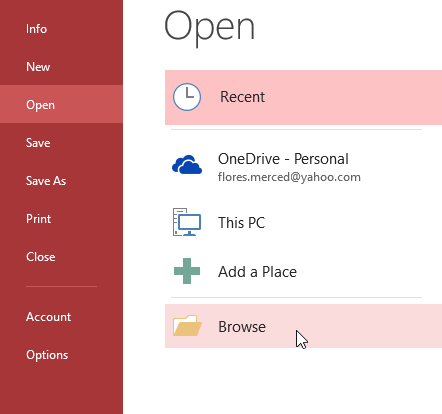 Info
New
Open
Save
Save As
Print
Close
Account
Options
Open
Recent
OneDrive - Personal
flores.merced@yahoo.com
This PC
Add a Place
Browse